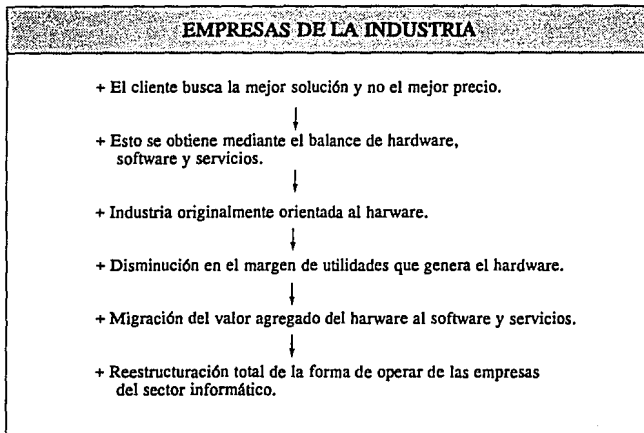 EMPRESAS DE LA INDUSTRIA
+ El cliente busca la mejor solución y no el mejor precio.
+ Esto se obtiene mediante el balance de hardware,
software y servicios.
+ Industria originalmente orientada al harware.
+ Disminución en el margen de utilidades que genera el hardware.
+ Migración del valor agregado del harware al software y servicios.
+ Reestructuración total de la forma de operar de las empresas
del sector informático.